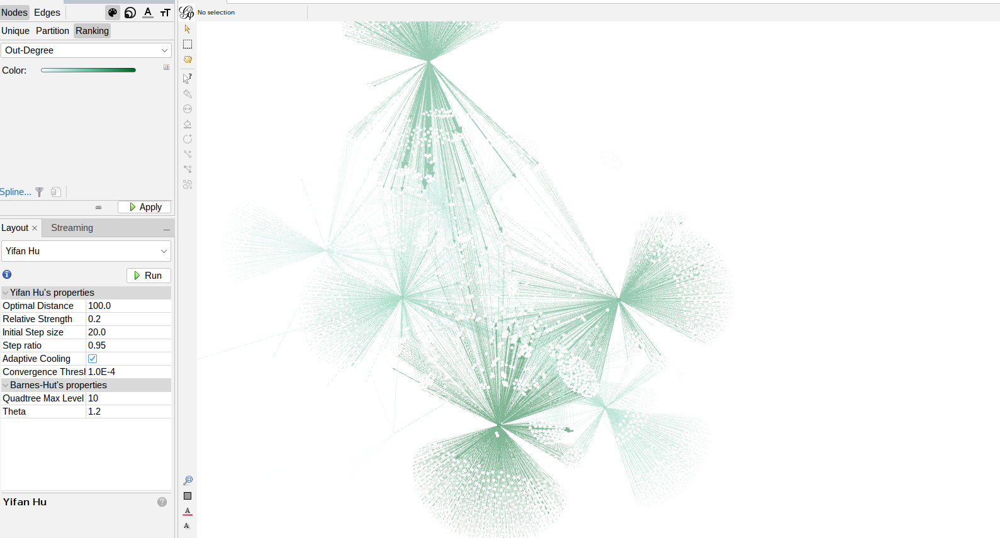 Nodes Edges A TT
No selection
Unique Partition Ranking
Out-Degree
Color:
Spline...
Apply
Layout × Streaming
Yifan Hu
Run
Yifan Hu's properties
Optimal Distance 100.0
Relative Strength 0.2
Initial Step size 20.0
Step ratio 0.95
Adaptive Cooling
Convergence Thresh 1.0E-4
Barnes-Hut's properties
Quadtree Max Level 10
Theta 1.2
Yifan Hu ?
A
A